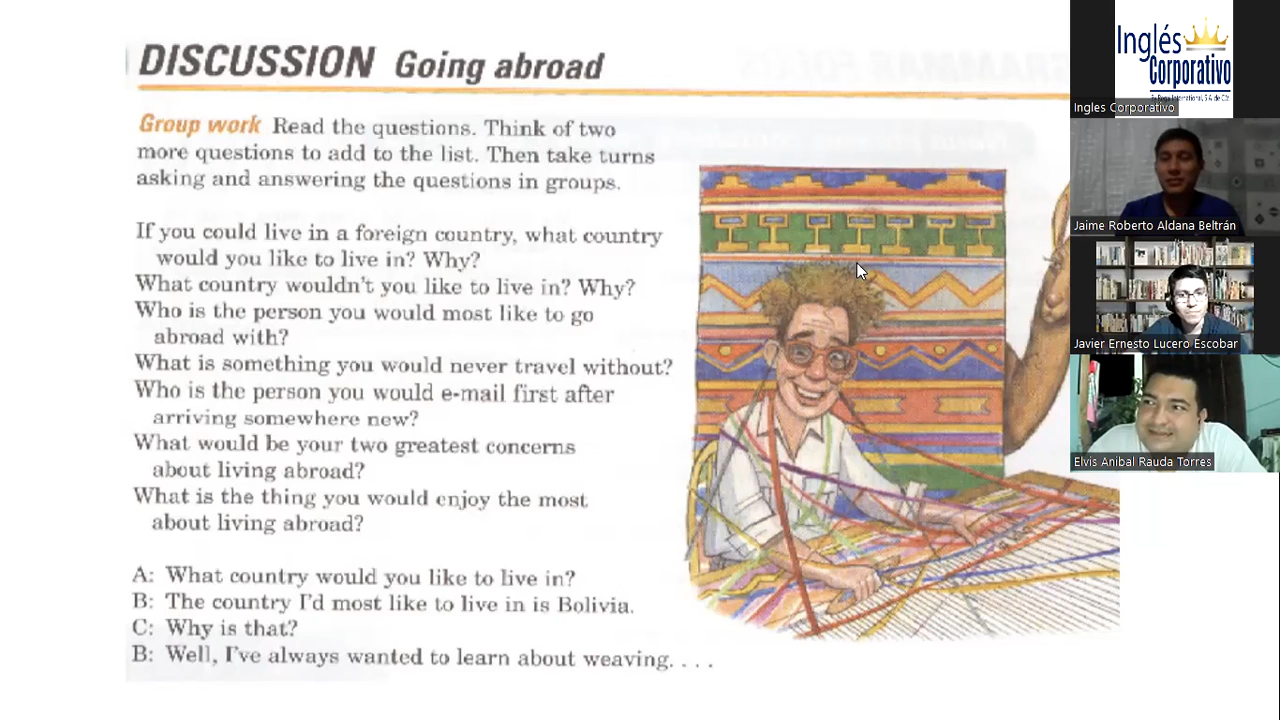 DISCUSSION Going abroad
Group work Read the questions. Think of two
more questions to add to the list. Then take turns
asking and answering the questions in groups.
If you could live in a foreign country, what country
would you like to live in? Why?
What country wouldn't you like to live in? Why?
Who is the person you would most like to go
abroad with?
What is something you would never travel without?
Who is the person you would e-mail first after
arriving somewhere new?
What would be your two greatest concerns
about living abroad?
What is the thing you would enjoy the most
about living abroad?
A: What country would you like to live in?
B: The country I'd most like to live in is Bolivia.
C: Why is that?
B: Well, I've always wanted to learn about weaving. . . .
Inglés
Corporativo
Ingles Corporativo
Jaime Roberto Aldana Beltrán
Javier Ernesto Lucero Escobar
Elvis Anibal Rauda Torres